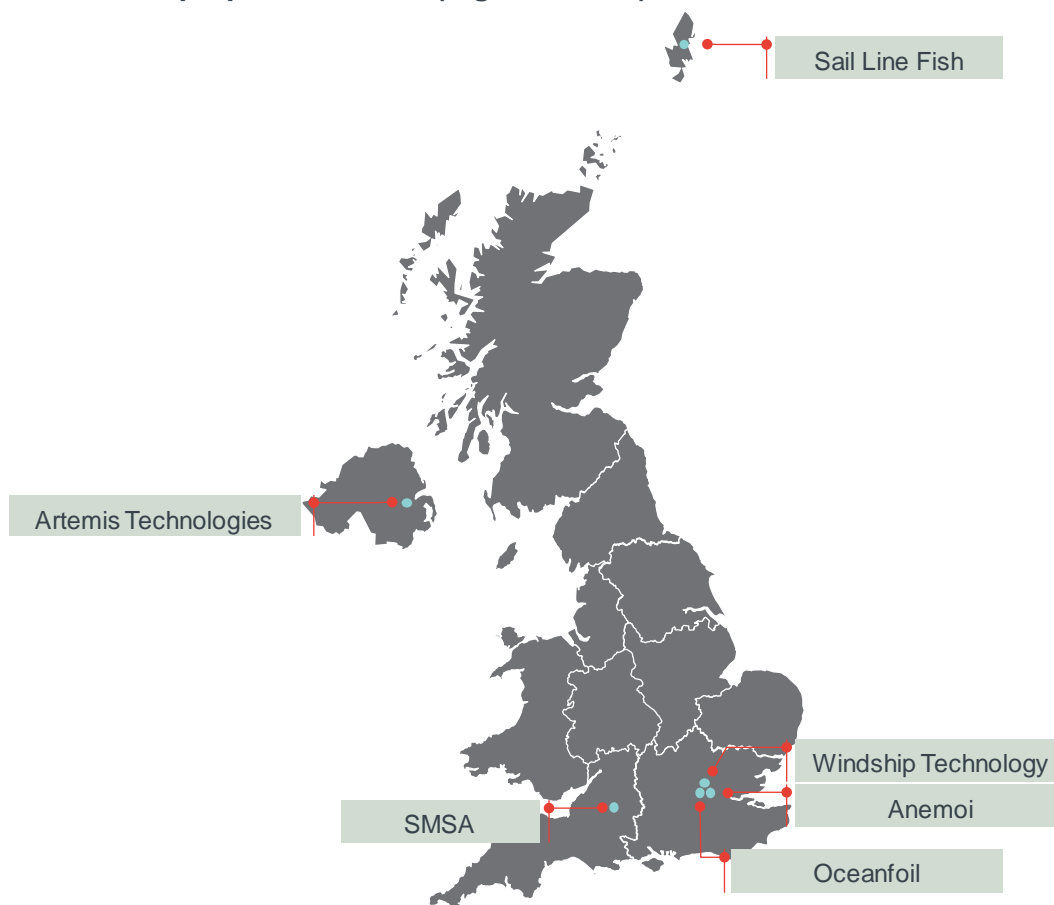 Sail Line Fish
Artemis Technologies
Windship Technology
Anemoi
SMSA
Oceanfoil